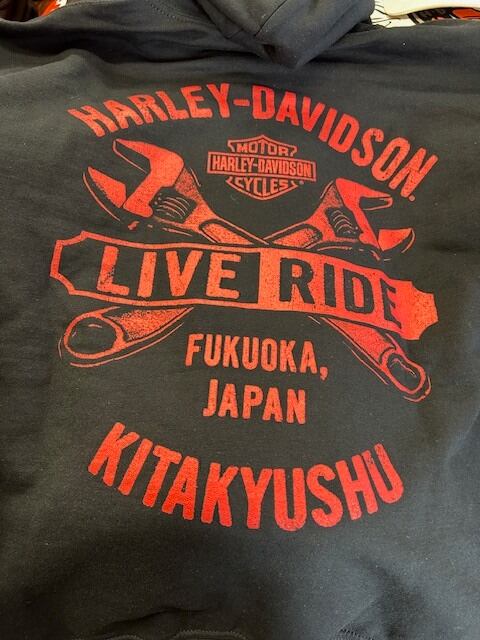 HARLEY-DAVIDSON
MOTOR
HARLEY-DAVIDSON
CYCLES
LIVE RIDE
FUKUOKA,
JAPAN
KITAKYUSHU